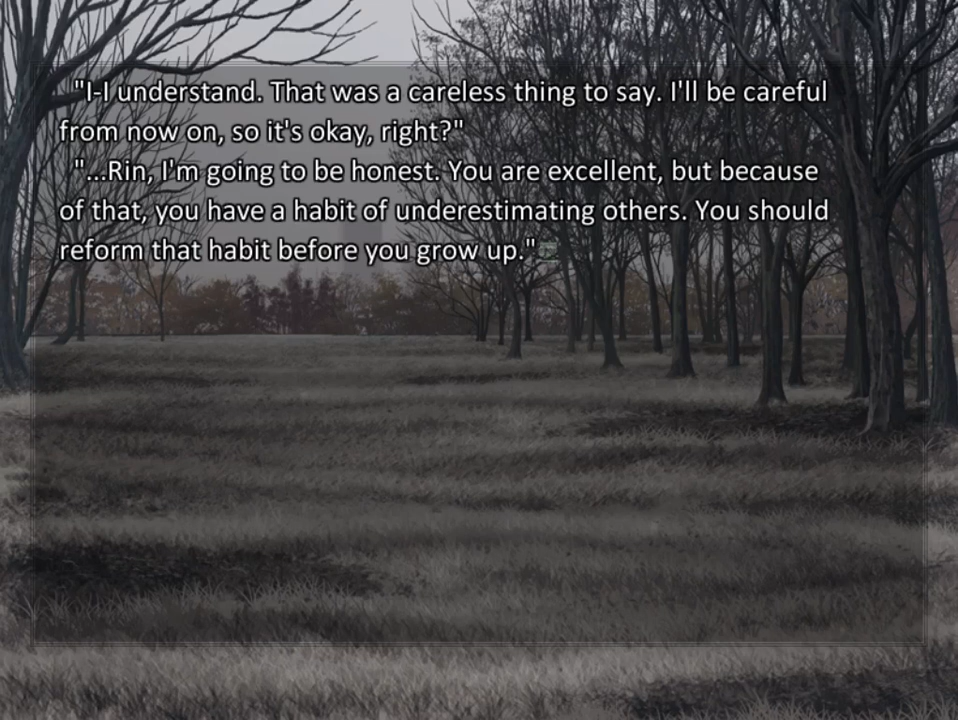 "I-I understand. That was a careless thing to say. I'll be careful
from now on, so it's okay, right?"
"...Rin, I'm going to be honest. You are excellent, but because
of that, you have a habit of underestimating others. You should
reform that habit before you grow up."